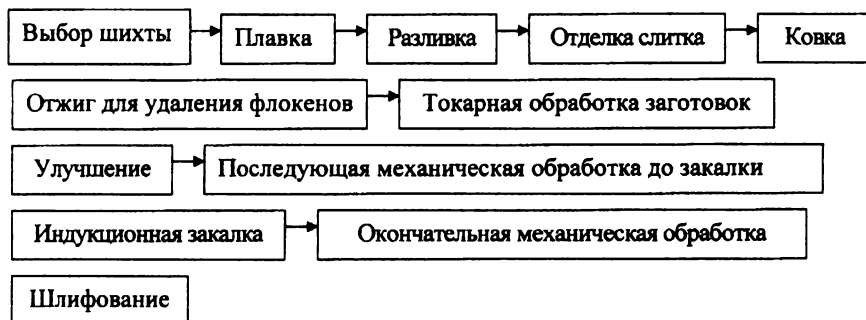 Выбор шихты Плавка Разливка Отделка слитка Ковка
Отжиг для удаления флокенов Токарная обработка заготовок
Улучшение Последующая механическая обработка до закалки
Индукционная закалка Окончательная механическая обработка
Шлифование